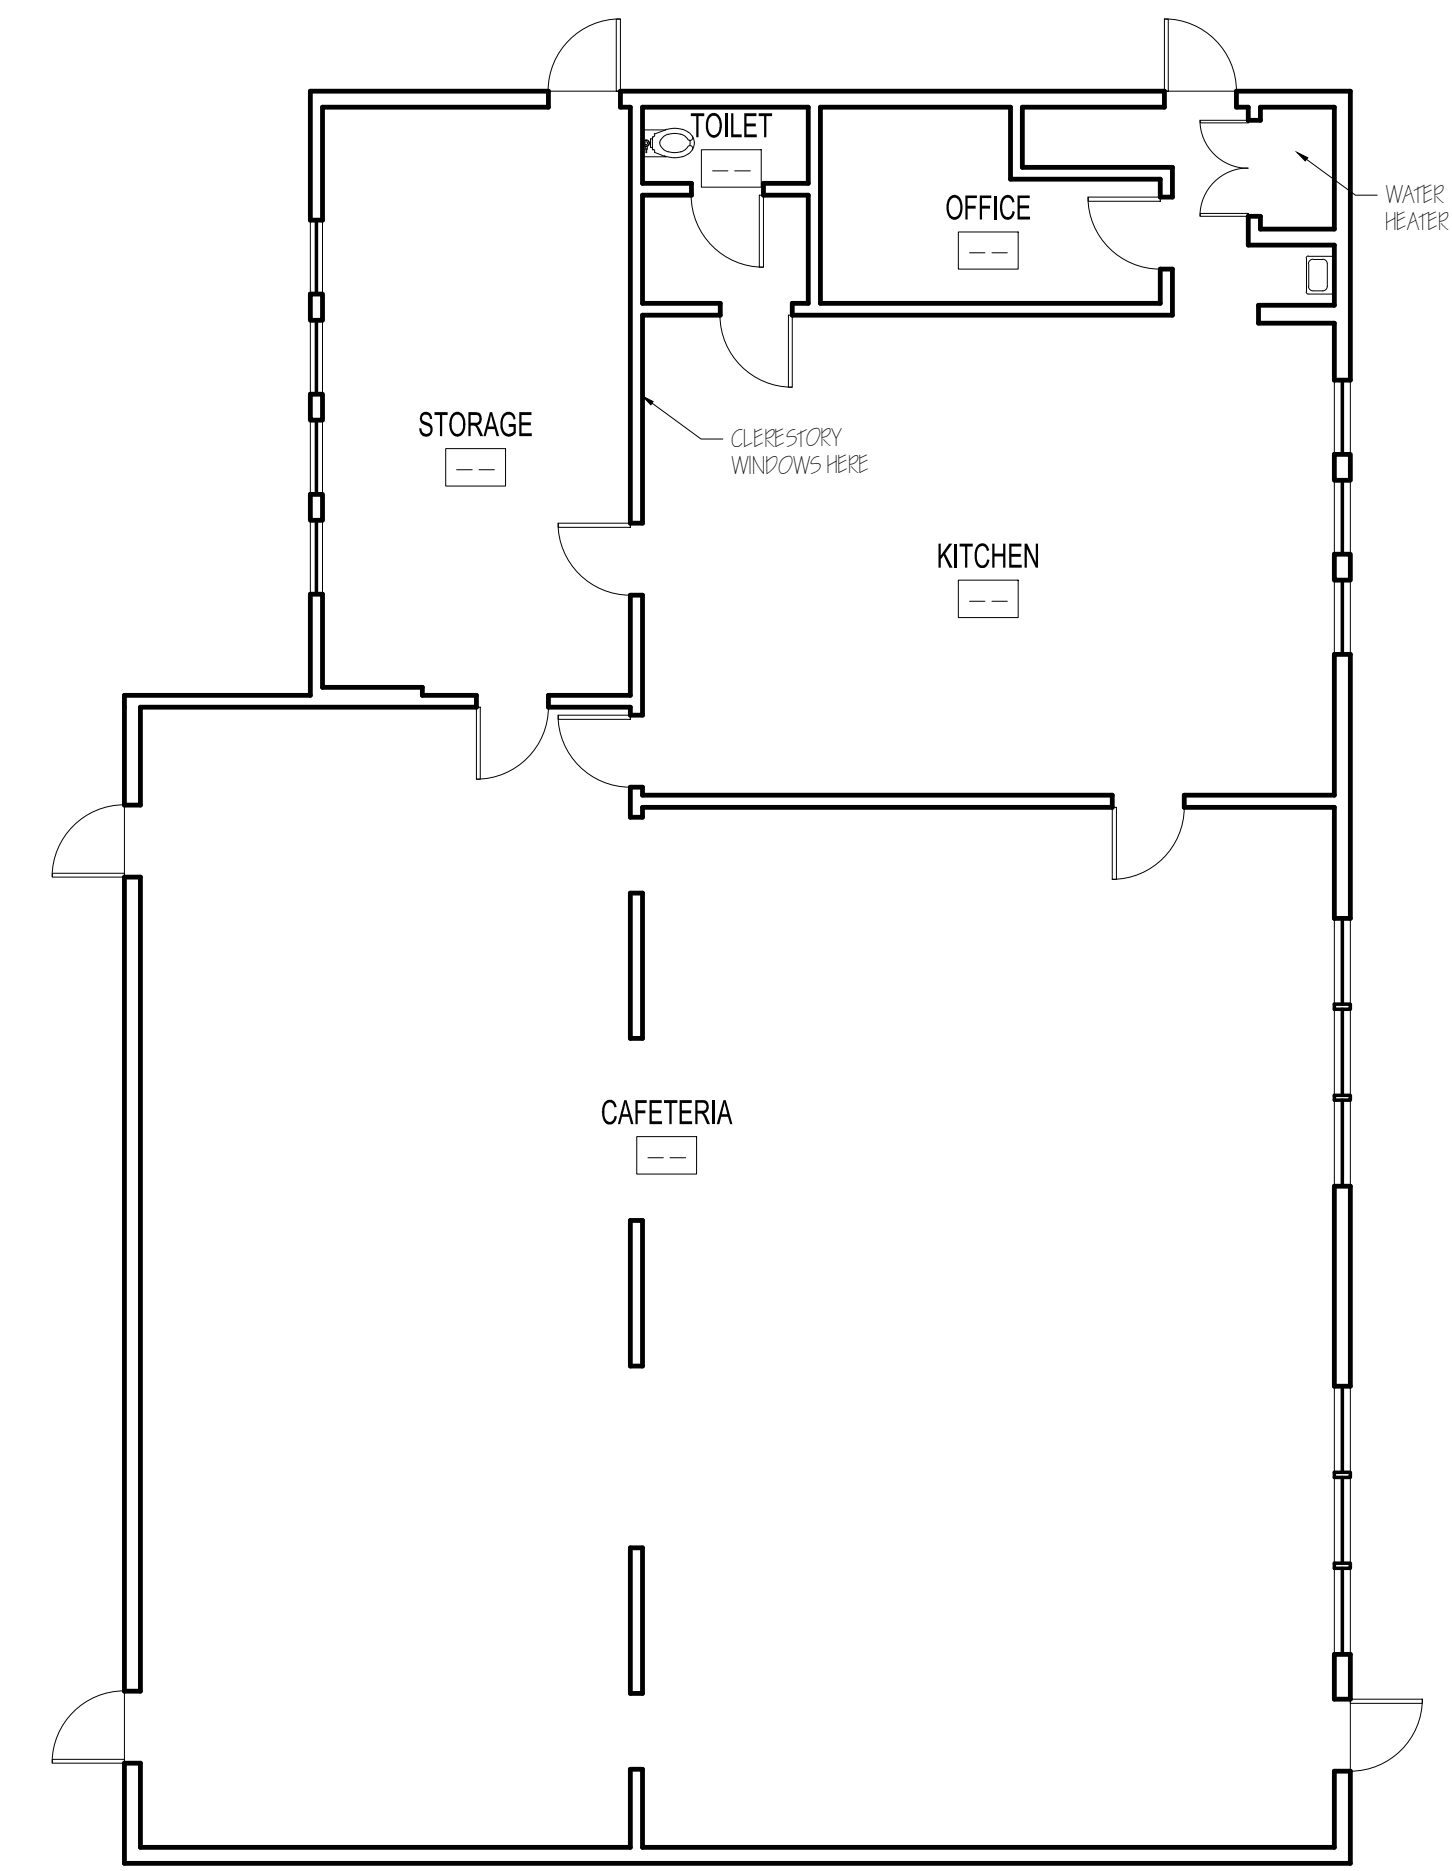 TOILET
-- --
OFFICE
-- --
WATER
HEATER
STORAGE
-- --
CLERESTORY
WINDOWS HERE
KITCHEN
-- --
CAFETERIA
-- --